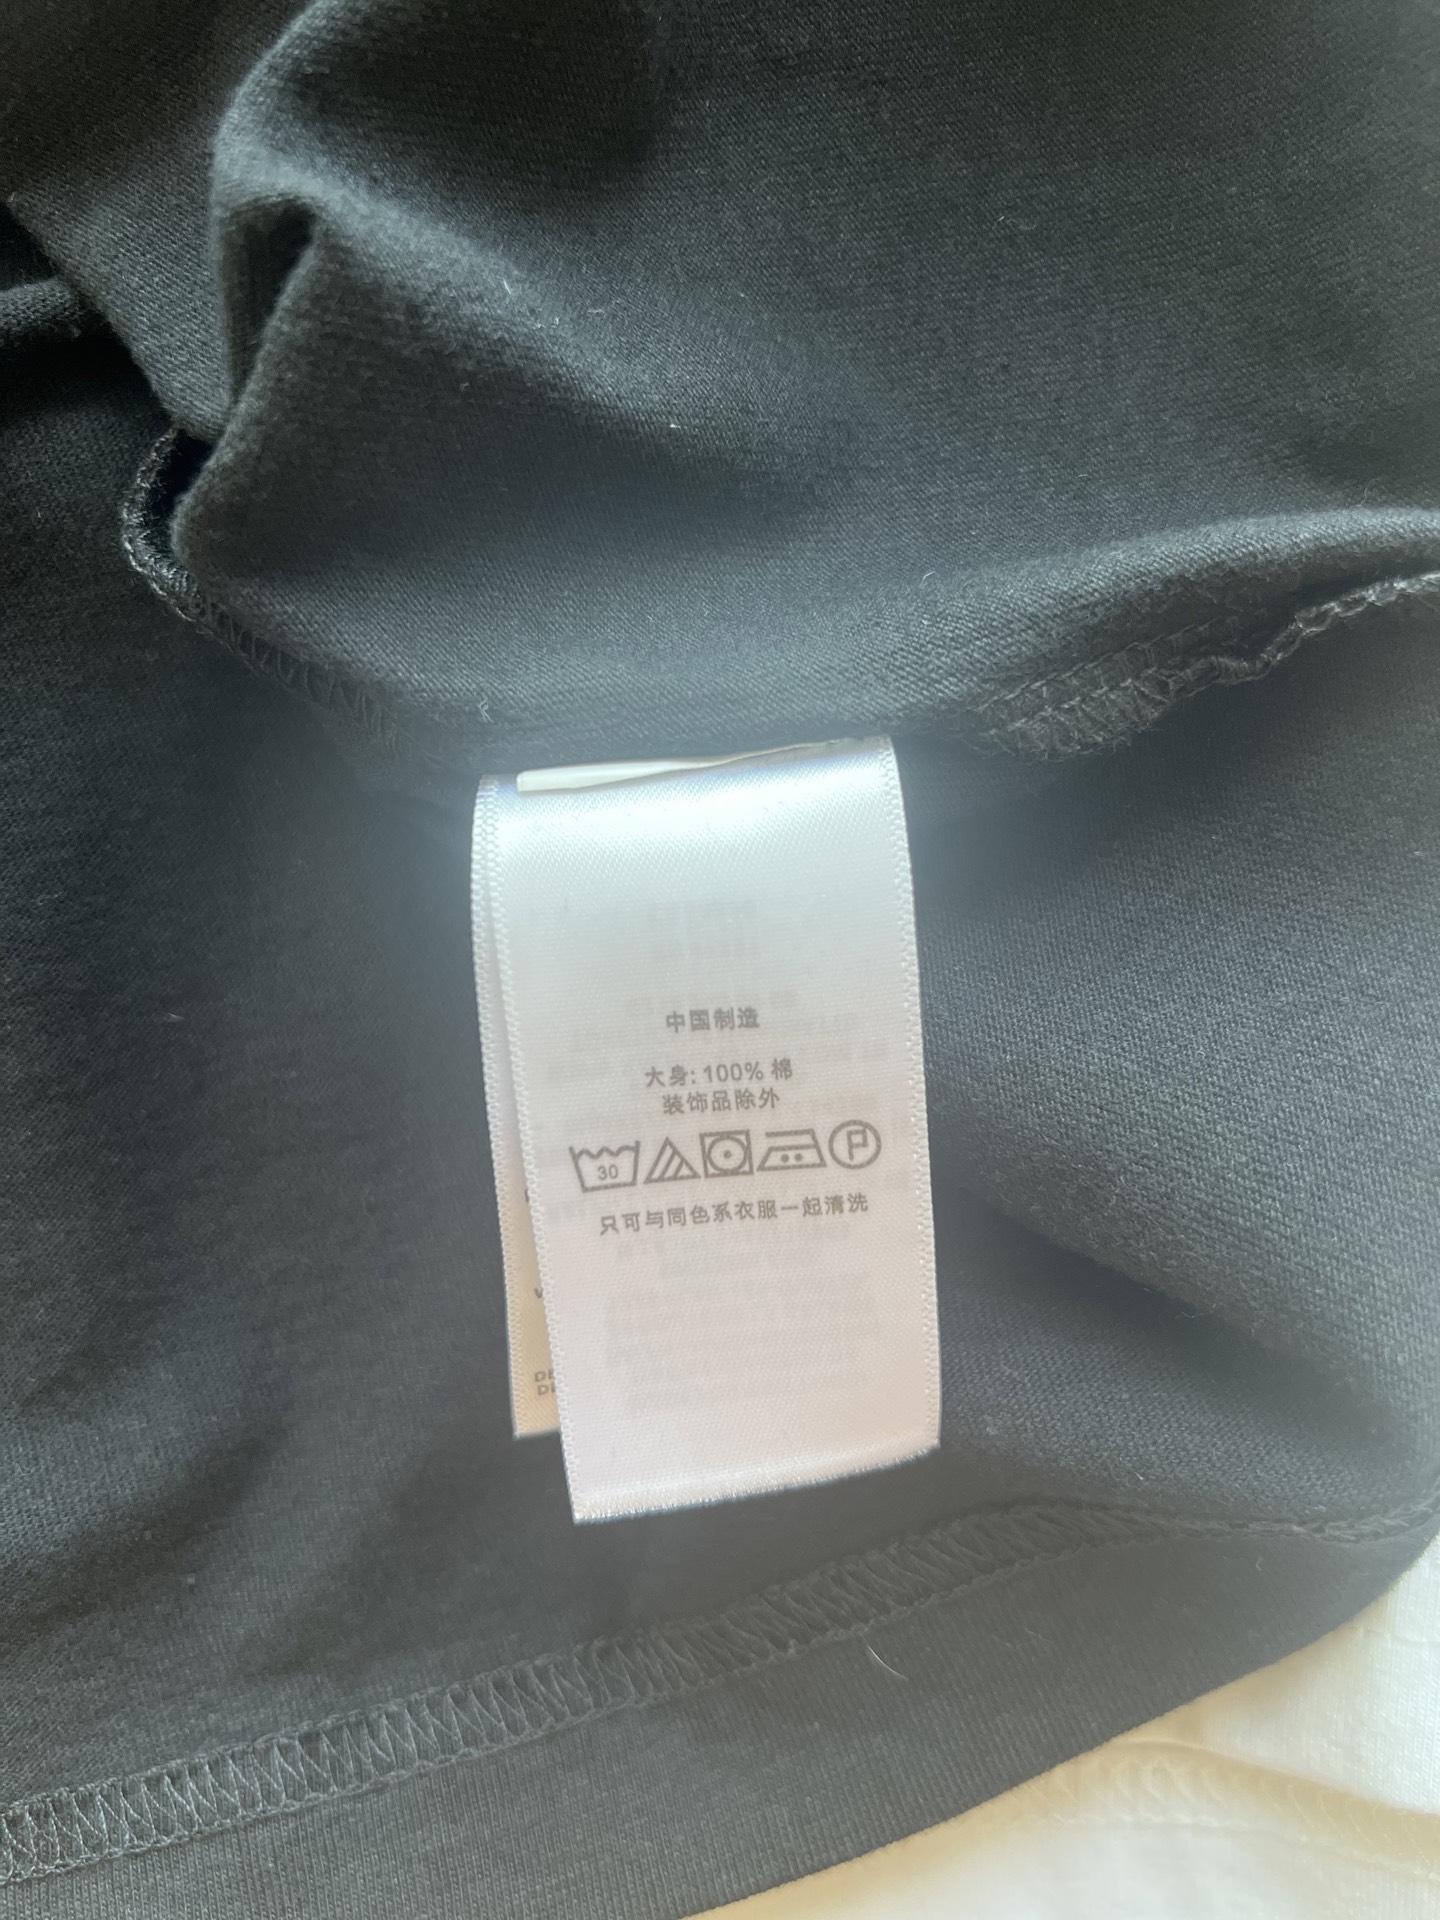 中国制造
大身: 100% 棉
装饰品除外
30 P
只可与同色系衣服一起清洗